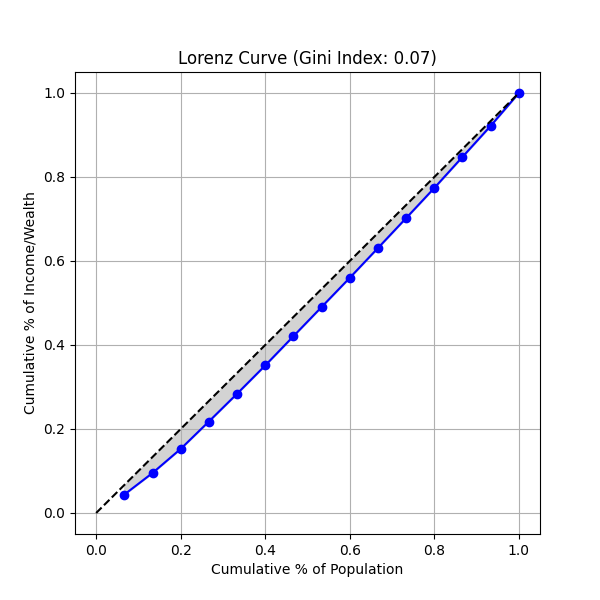 Lorenz Curve (Gini Index: 0.07)
Cumulative % of Income/Wealth
1.0
0.8
0.6
0.4
0.2
0.0
0.0 0.2 0.4 0.6 0.8 1.0
Cumulative % of Population